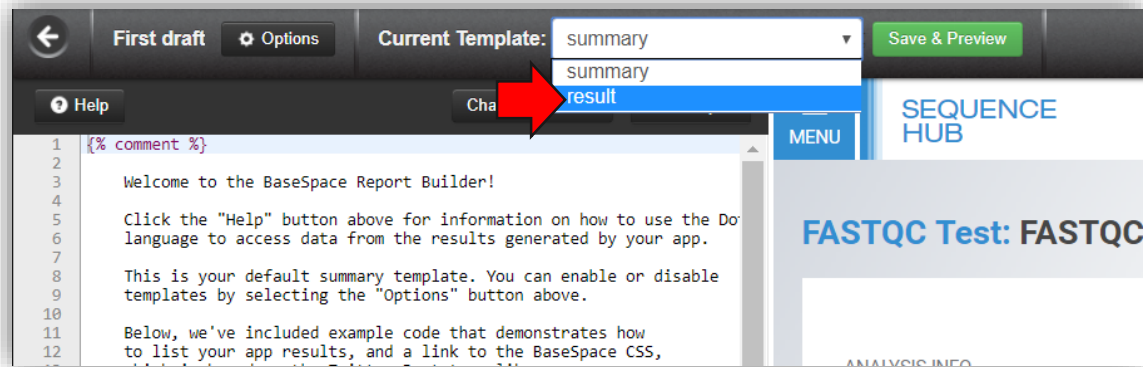 First draft Options Current Template: summary Save & Preview
summary
result
Help Cha
MENU SEQUENCE
HUB
1 {% comment %}
2
3 Welcome to the BaseSpace Report Builder!
4
5 Click the "Help" button above for information on how to use the Do
6 language to access data from the results generated by your app.
7
8 This is your default summary template. You can enable or disable
9 templates by selecting the "Options" button above.
10
11 Below, we've included example code that demonstrates how
12 to list your app results, and a link to the BaseSpace CSS,
FASTQC Test: FASTQC
ANALYSIS INFO